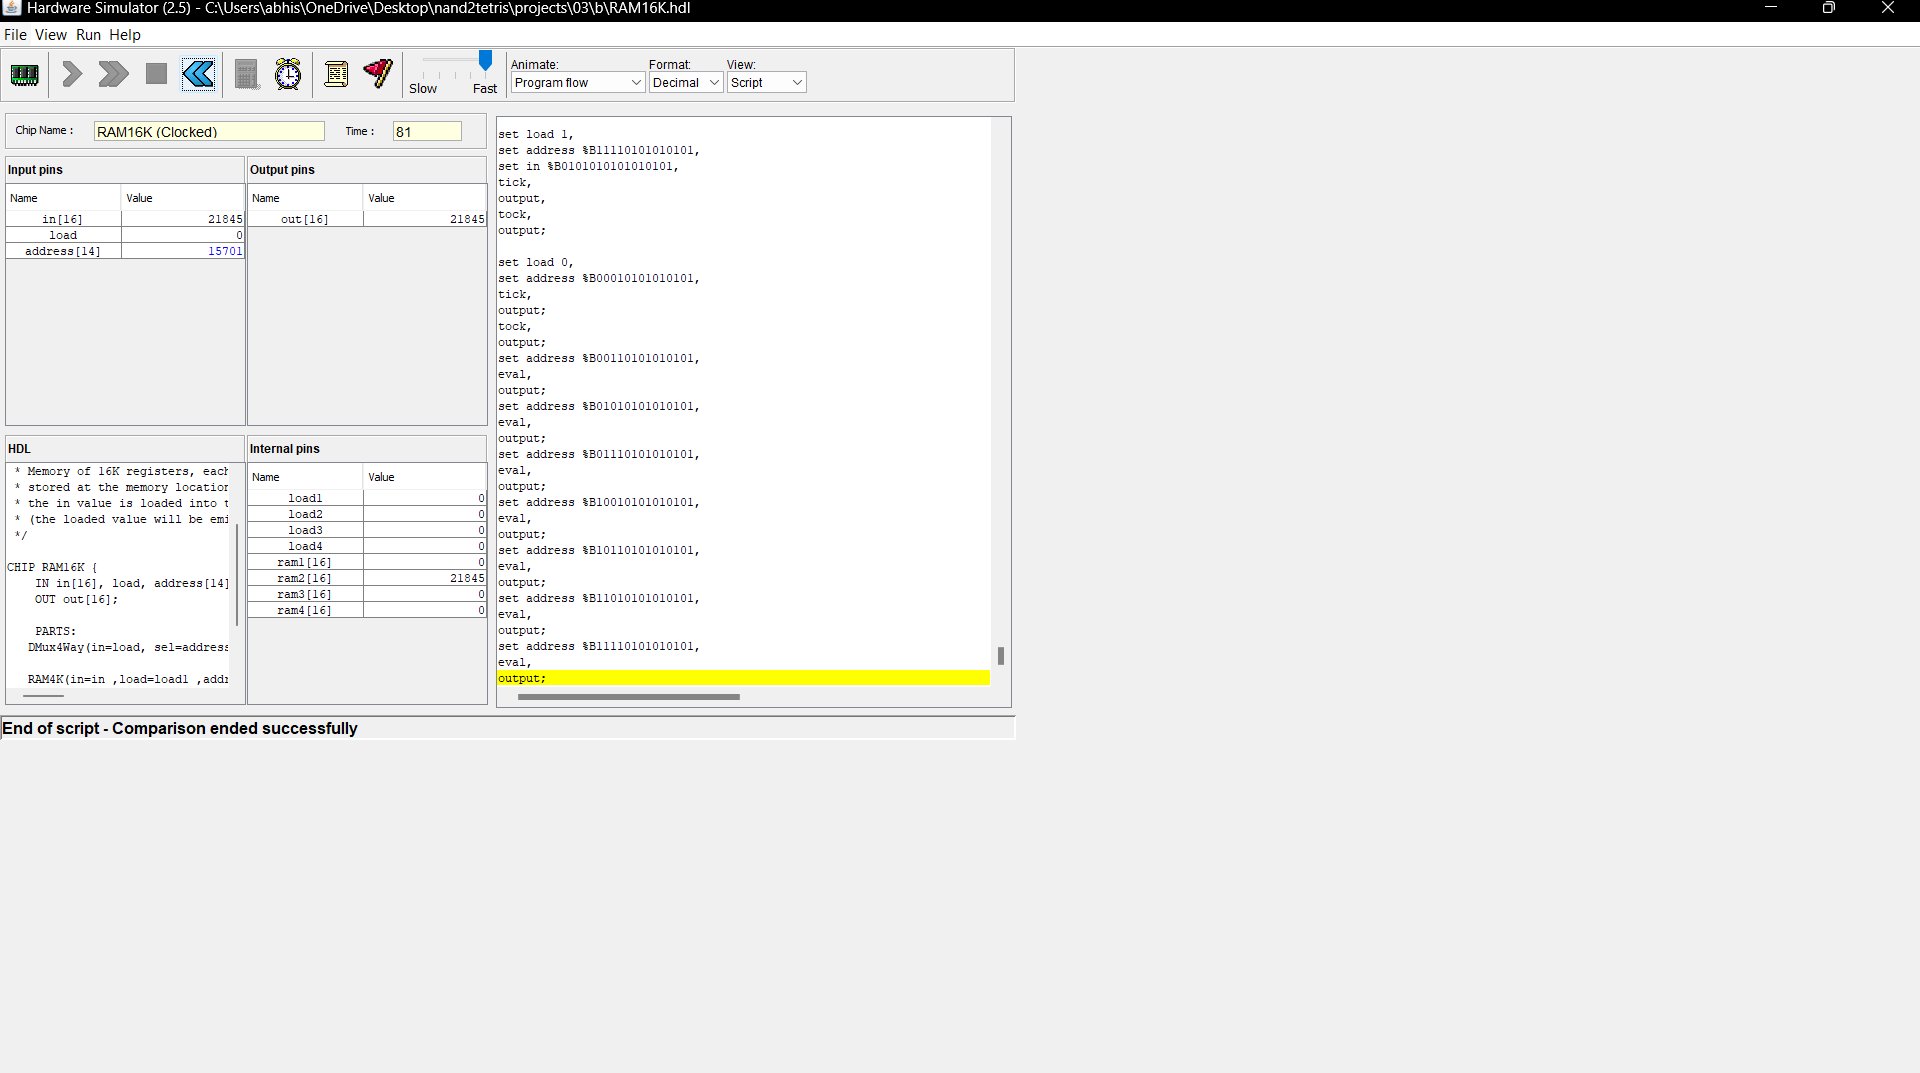 Hardware Simulator (2.5) - C:\Users\abhis\OneDrive\Desktop\nand2tetris\projects\03\b\RAM16K.hdl
File View Run Help
Slow Fast
Animate:
Program flow
Format:
Decimal
View:
Script
Chip Name :
RAM16K (Clocked)
Time :
81
Input pins
Name Value
in[16] 21845
load 0
address[14] 15701
Output pins
Name Value
out[16] 21845
HDL
* Memory of 16K registers, each
* stored at the memory location
* the in value is loaded into t
* (the loaded value will be emi
*/
CHIP RAM16K {
IN in[16], load, address[14]
OUT out[16];
PARTS:
DMux4Way(in=load, sel=address
RAM4K(in=in ,load=load1 ,addr
Internal pins
Name Value
load1 0
load2 0
load3 0
load4 0
ram1[16] 0
ram2[16] 21845
ram3[16] 0
ram4[16] 0
set load 1,
set address %B11110101010101,
set in %B0101010101010101,
tick,
output,
tock,
output;
set load 0,
set address %B00010101010101,
tick,
output;
tock,
output;
set address %B00110101010101,
eval,
output;
set address %B01010101010101,
eval,
output;
set address %B01110101010101,
eval,
output;
set address %B10010101010101,
eval,
output;
set address %B10110101010101,
eval,
output;
set address %B11010101010101,
eval,
output;
set address %B11110101010101,
eval,
output;
End of script - Comparison ended successfully